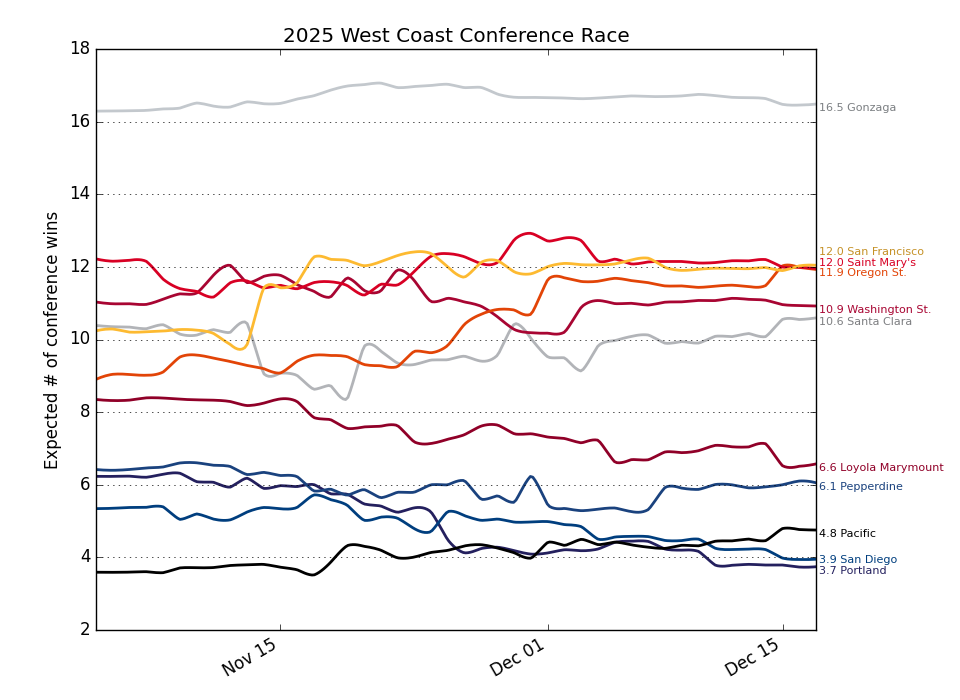 2025 West Coast Conference Race
Expected # of conference wins
18
16
14
12
10
8
6
4
2
16.5 Gonzaga
12.0 San Francisco
12.0 Saint Mary's
11.9 Oregon St.
10.9 Washington St.
10.6 Santa Clara
6.6 Loyola Marymount
6.1 Pepperdine
4.8 Pacific
3.9 San Diego
3.7 Portland
Nov 15
Dec 01
Dec 15